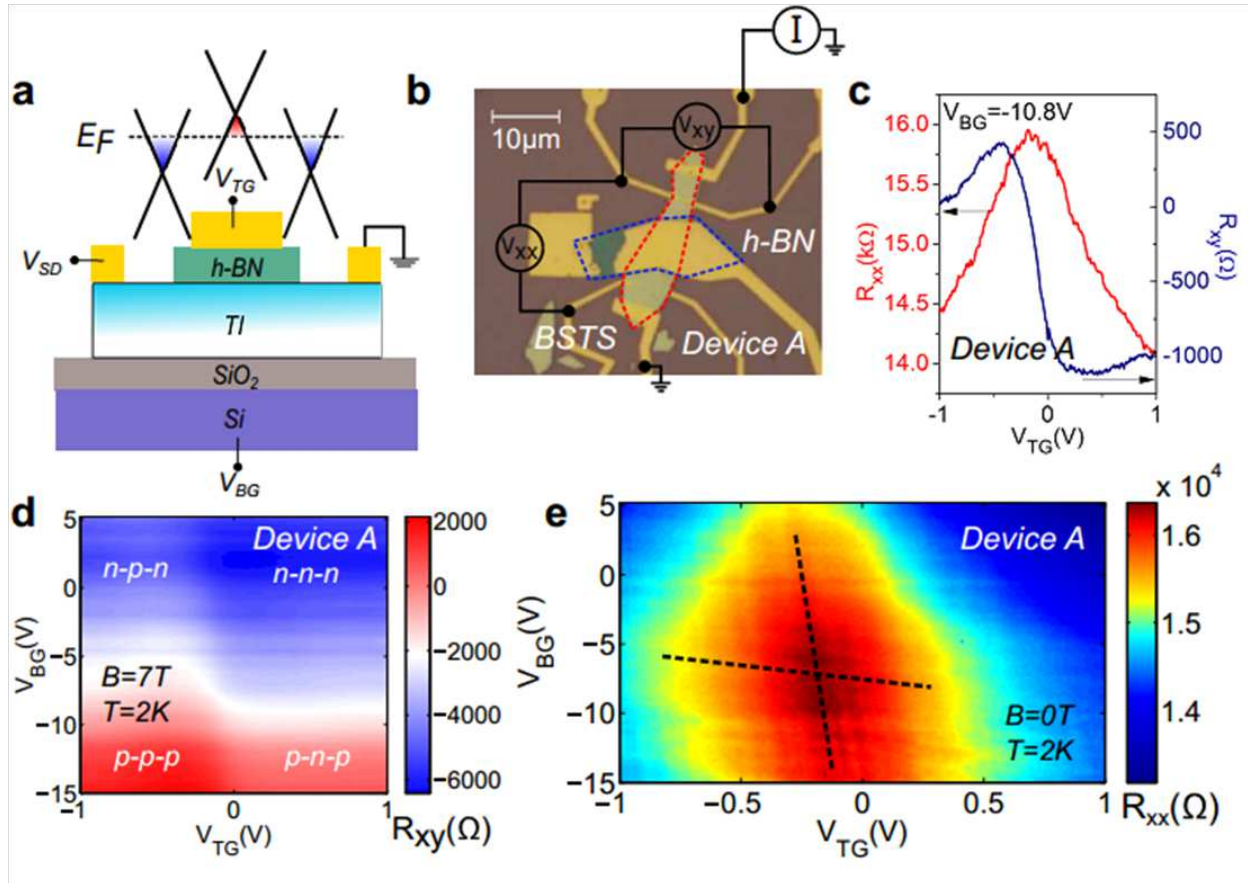 a
E_F
V_TG
V_SD
h-BN
TI
SiO₂
Si
V_BG
b
I
10μm
V_xy
V_xx
h-BN
BSTS
Device A
c
V_BG=-10.8V
16.0
15.5
15.0
14.5
14.0
R_xx(kΩ)
500
0
-500
-1000
R_xy(Ω)
Device A
-1 0 1
V_TG(V)
d
5
0
−5
−10
−15
V_BG(V)
Device A
n-p-n
n-n-n
B=7T
T=2K
p-p-p
p-n-p
−1 0 1
V_TG(V)
2000
0
−2000
−4000
−6000
R_xy(Ω)
e
5
0
−5
−10
−15
V_BG(V)
Device A
B=0T
T=2K
−1 −0.5 0 0.5 1
V_TG(V)
x 10⁴
1.6
1.5
1.4
R_xx(Ω)